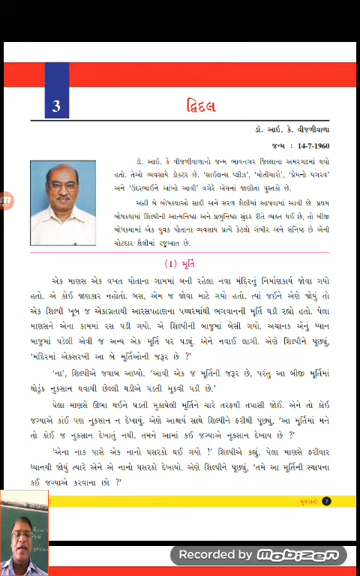 3
દ્વિદલ
ડૉ. આઈ. કે. વીજળીવાળા
જન્મ : 14-7-1960
ડૉ. આઈ. કે વીજળીવાળાનો જન્મ ભાવનગર જિલ્લાના અમરગામાં થયો
હતો. તેઓ વ્યવસાયે ડૉક્ટર છે. 'સાઇલન્સ પ્લીઝ', 'મોતીચારો', 'પ્રેમનો પગરવ'
અને 'ઉંદરભાઈને આંખો આવી' વગેરે એમનાં જાણીતાં પુસ્તકો છે.
અહીં બે બોધકથાઓ સાદી અને સરળ શૈલીમાં આપવામાં આવી છે. પ્રથમ
બોધકથામાં શિલ્પીની આત્મનિષ્ઠા અને પ્રભુનિષ્ઠા સુંદર રીતે વ્યક્ત થઈ છે, તો બીજી
બોધકથામાં એક યુવક પોતાના વ્યવસાય પ્રત્યે કેટલો ગંભીર અને સંનિષ્ઠ છે એની
ચોટદાર શૈલીમાં રજૂઆત છે.
(1) મૂર્તિ
એક માણસ એક વખત પોતાના ગામમાં બની રહેલા નવા મંદિરનું નિર્માણકાર્ય જોવા ગયો
હતો. એ કોઈ જાણકાર નહોતો. બસ, એમ જ જોવા માટે ગયો હતો. ત્યાં જઈને એણે જોયું તો
એક શિલ્પી ખૂબ જ એકાગ્રતાથી આરસપહાણના પથ્થરમાંથી ભગવાનની મૂર્તિ ઘડી રહ્યો હતો. પેલા
માણસને એના કામમાં રસ પડી ગયો. એ શિલ્પીની બાજુમાં બેસી ગયો. અચાનક એનું ધ્યાન
બાજુમાં પડેલી એવી જ અન્ય એક મૂર્તિ પર પડ્યું. એને નવાઈ લાગી. એણે શિલ્પીને પૂછ્યું,
'મંદિરમાં એકસરખી આ બે મૂર્તિઓની જરૂર છે ?'
'ના', શિલ્પીએ જવાબ આપ્યો. 'આવી એક જ મૂર્તિની જરૂર છે, પરંતુ આ બીજી મૂર્તિમાં
થોડુંક નુકસાન થવાથી છેલ્લી ઘડીએ પડતી મૂકવી પડી છે.'
પેલા માણસે ઊભા થઈને પડતી મુકાયેલી મૂર્તિને ચારે તરફથી તપાસી જોઈ. એને તો કોઈ
જગ્યાએ કાંઈ પણ નુકસાન ન દેખાયું. એણે આશ્ચર્ય સાથે શિલ્પીને ફરીથી પૂછ્યું, 'આ મૂર્તિમાં મને
તો કોઈ જ નુકસાન દેખાતું નથી. તમને આમાં કઈ જગ્યાએ નુકસાન દેખાય છે ?'
'એના નાક પાસે એક નાનો ઘસરકો થઈ ગયો !' શિલ્પીએ કહ્યું. પેલા માણસે ફરીવાર
ધ્યાનથી જોયું ત્યારે એને એ નાનો ઘસરકો દેખાયો. એણે શિલ્પીને પૂછ્યું, 'તમે આ મૂર્તિની સ્થાપના
કઈ જગ્યાએ કરવાના છો ?'
ગુજરાતી
7
Recorded by
Mobizen